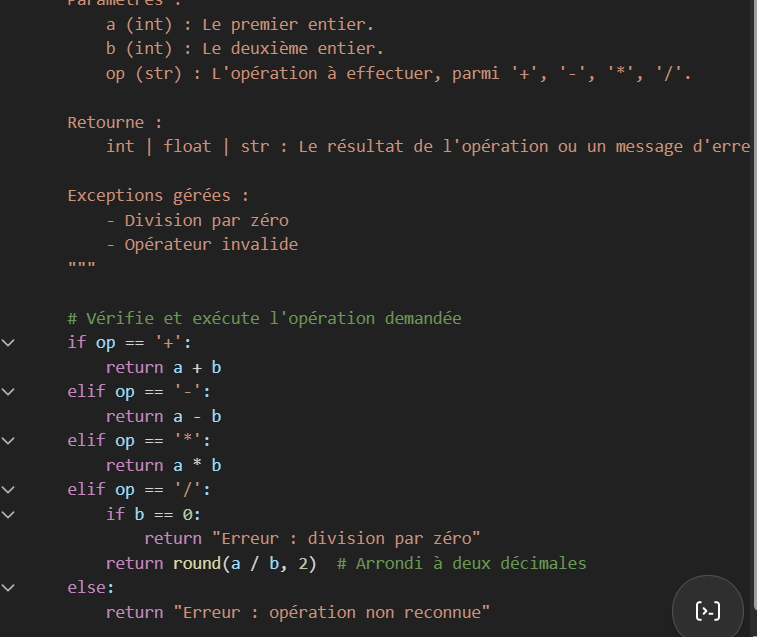 Paramètres :
a (int) : Le premier entier.
b (int) : Le deuxième entier.
op (str) : L'opération à effectuer, parmi '+', '-', '*', '/'.
Retourne :
int | float | str : Le résultat de l'opération ou un message d'erre
Exceptions gérées :
- Division par zéro
- Opérateur invalide
"""
# Vérifie et exécute l'opération demandée
if op == '+':
return a + b
elif op == '-':
return a - b
elif op == '*':
return a * b
elif op == '/':
if b == 0:
return "Erreur : division par zéro"
return round(a / b, 2)  # Arrondi à deux décimales
else:
return "Erreur : opération non reconnue"